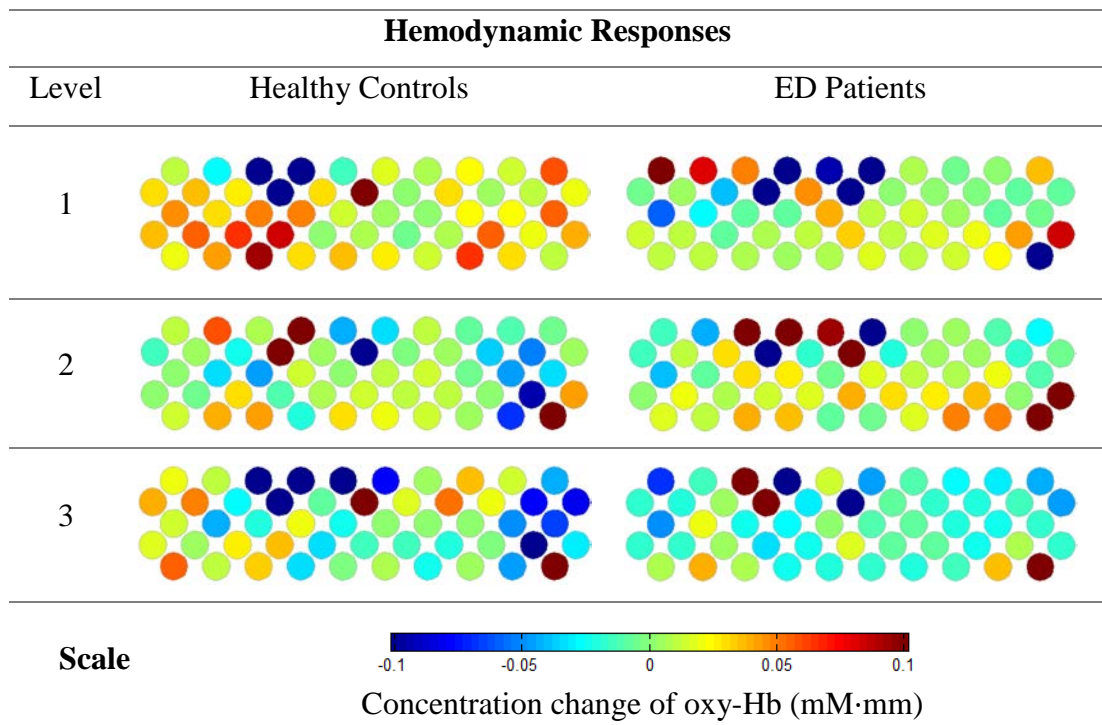 Hemodynamic Responses
Level Healthy Controls ED Patients
1
2
3
Scale
-0.1 -0.05 0 0.05 0.1
Concentration change of oxy-Hb (mM·mm)